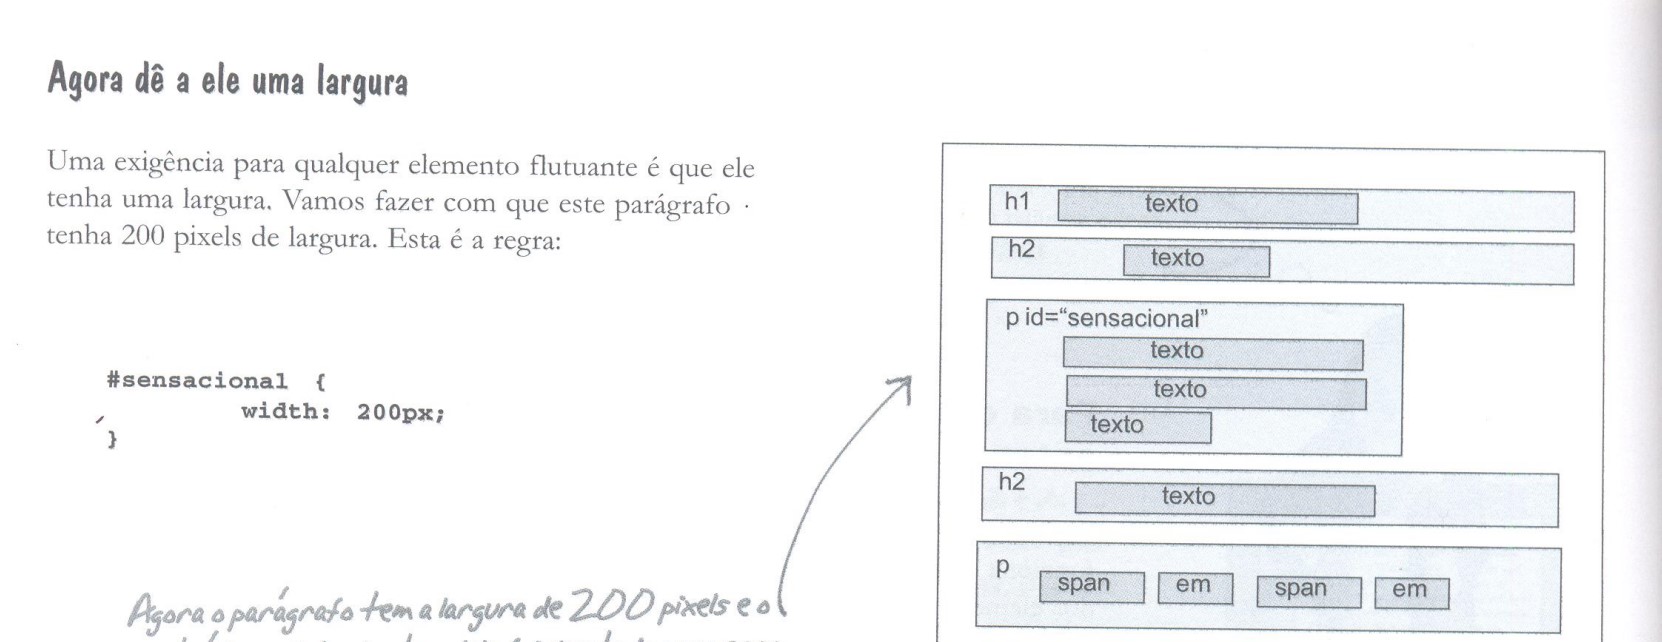 Agora dê a ele uma largura
Uma exigência para qualquer elemento flutuante é que ele
tenha uma largura. Vamos fazer com que este parágrafo
tenha 200 pixels de largura. Esta é a regra:
#sensacional {
width: 200px;
}
Agora o parágrafo tem a largura de 200 pixels e o
h1 texto
h2 texto
p id="sensacional"
texto
texto
texto
h2 texto
p span em span em